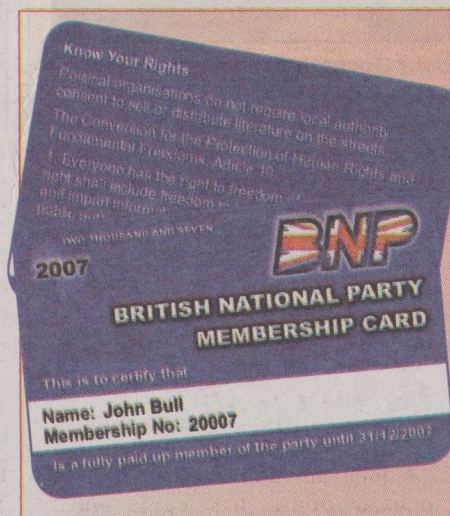 Know Your Rights
Political organisations do not require local authority
consent to sell or distribute literature on the streets.
The Convention for the Protection of Human Rights and
Fundamental Freedoms, Article 10.
1. Everyone has the right to freedom of
right shall include freedom to
and impart informat
public auth
TWO THOUSAND AND SEVEN
2007
BNP
BRITISH NATIONAL PARTY
MEMBERSHIP CARD
This is to certify that
Name: John Bull
Membership No: 20007
Is a fully paid up member of the party until 31/12/2007